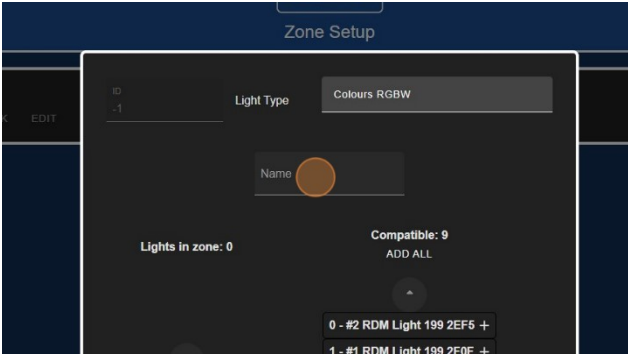 Zone Setup
ID
-1
Light Type
Colours RGBW
EDIT
Name
Lights in zone: 0
Compatible: 9
ADD ALL
0 - #2 RDM Light 199 2EF5 +
1 - #1 RDM Light 199 2E0F +